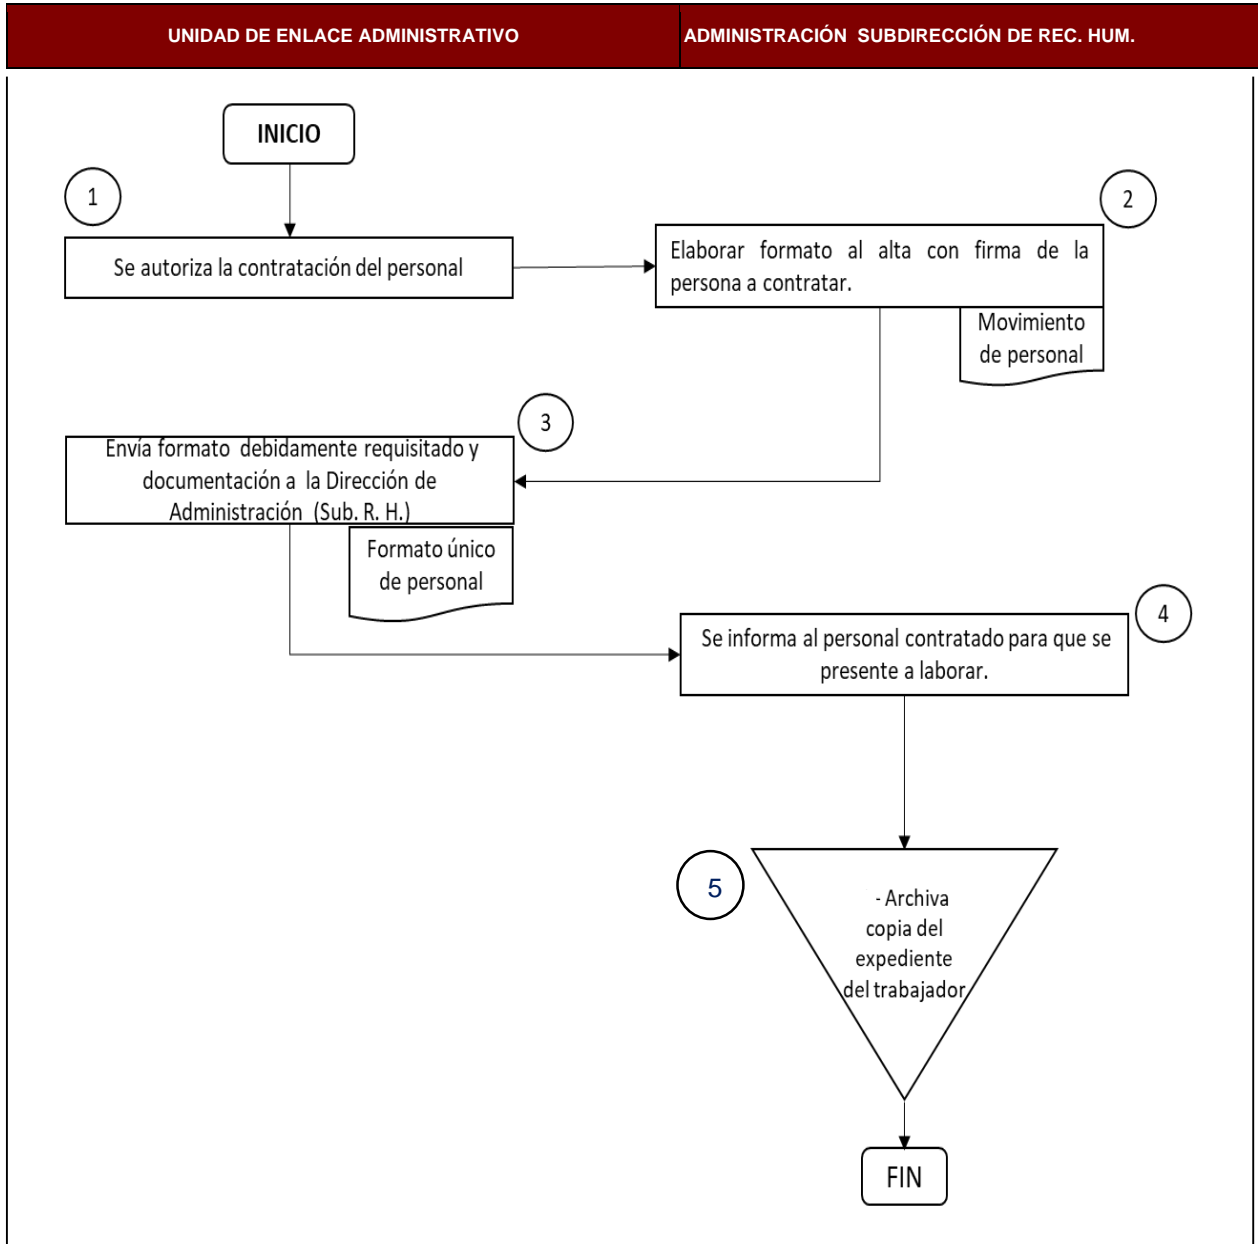 UNIDAD DE ENLACE ADMINISTRATIVO
ADMINISTRACIÓN SUBDIRECCIÓN DE REC. HUM.
INICIO
1
Se autoriza la contratación del personal
2
Elaborar formato al alta con firma de la
persona a contratar.
Movimiento
de personal
3
Envía formato debidamente requisitado y
documentación a la Dirección de
Administración (Sub. R. H.)
Formato único
de personal
4
Se informa al personal contratado para que se
presente a laborar.
5
- Archiva
copia del
expediente
del trabajador
FIN